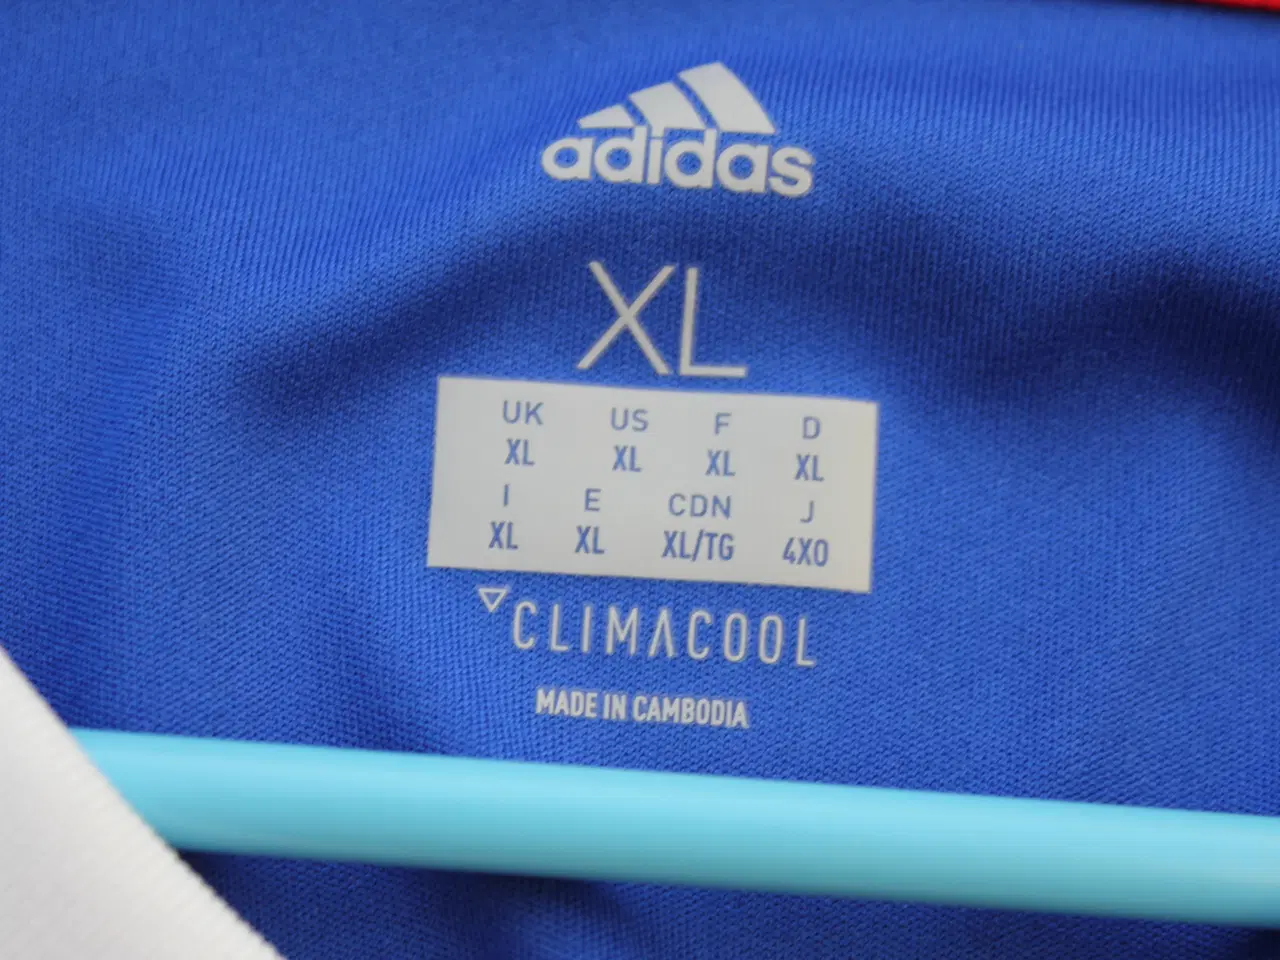 adidas
XL
UK US F D
XL XL XL XL
I E CDN J
XL XL XL/TG 4XO
CLIMACOOL
MADE IN CAMBODIA